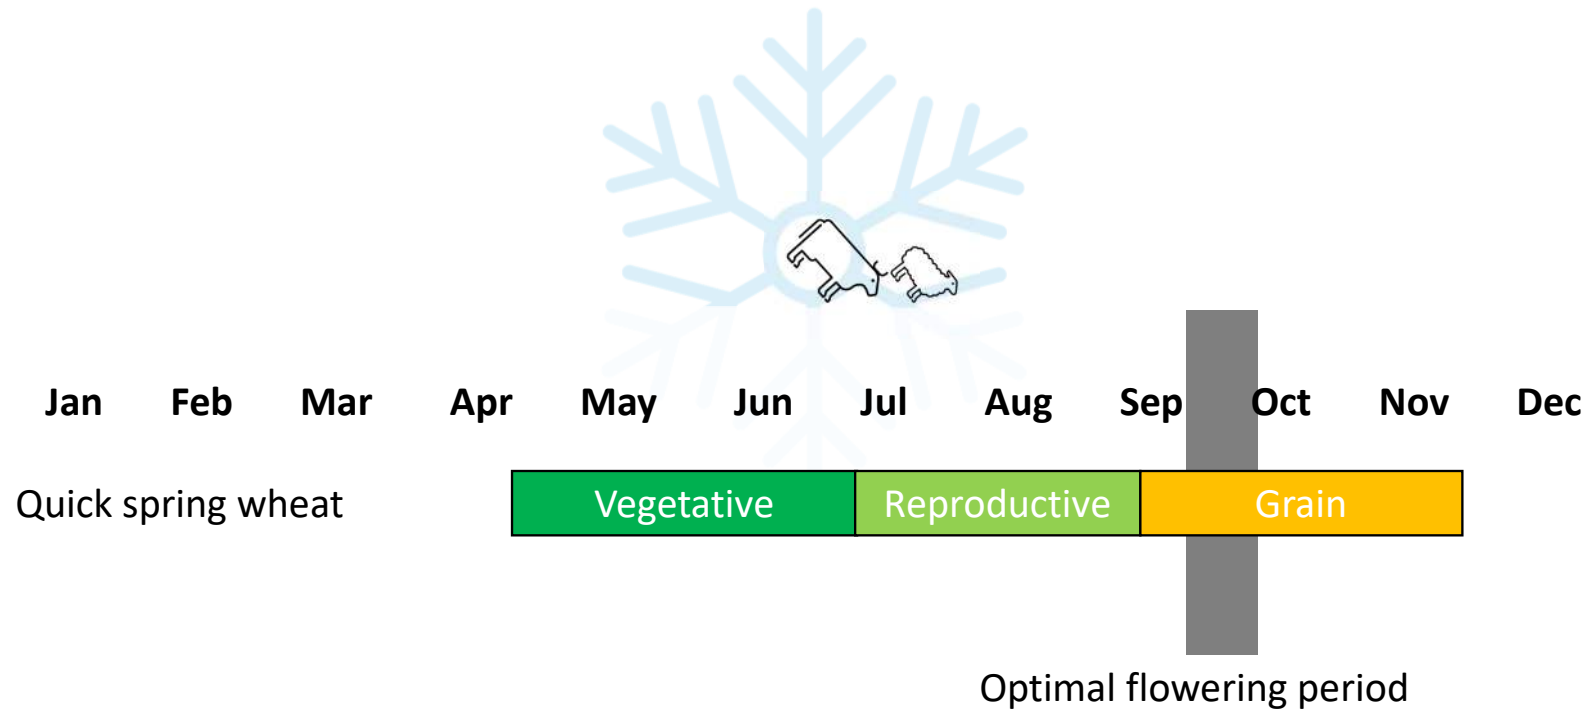 Jan Feb Mar Apr May Jun Jul Aug Sep Oct Nov Dec
Quick spring wheat Vegetative Reproductive Grain
Optimal flowering period